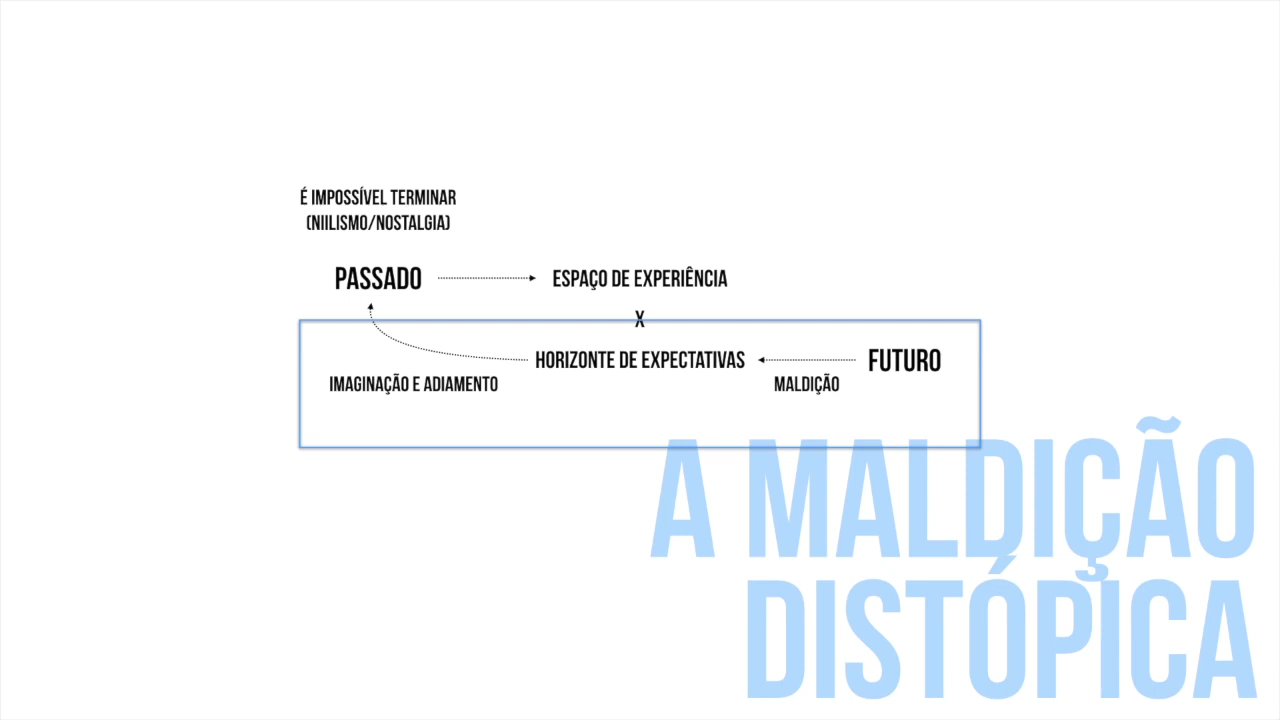 É IMPOSSÍVEL TERMINAR
(NIILISMO/NOSTALGIA)
PASSADO
ESPAÇO DE EXPERIÊNCIA
X
HORIZONTE DE EXPECTATIVAS
FUTURO
IMAGINAÇÃO E ADIAMENTO
MALDIÇÃO
A MALDIÇÃO
DISTÓPICA